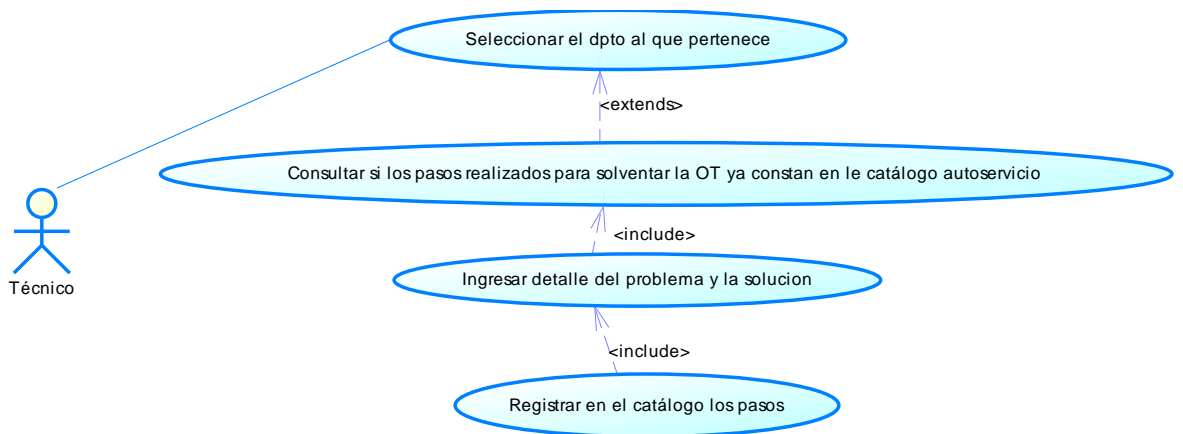 Seleccionar el dpto al que pertenece
<extends>
Consultar si los pasos realizados para solventar la OT ya constan en le catálogo autoservicio
<include>
Ingresar detalle del problema y la solucion
Técnico
<include>
Registrar en el catálogo los pasos